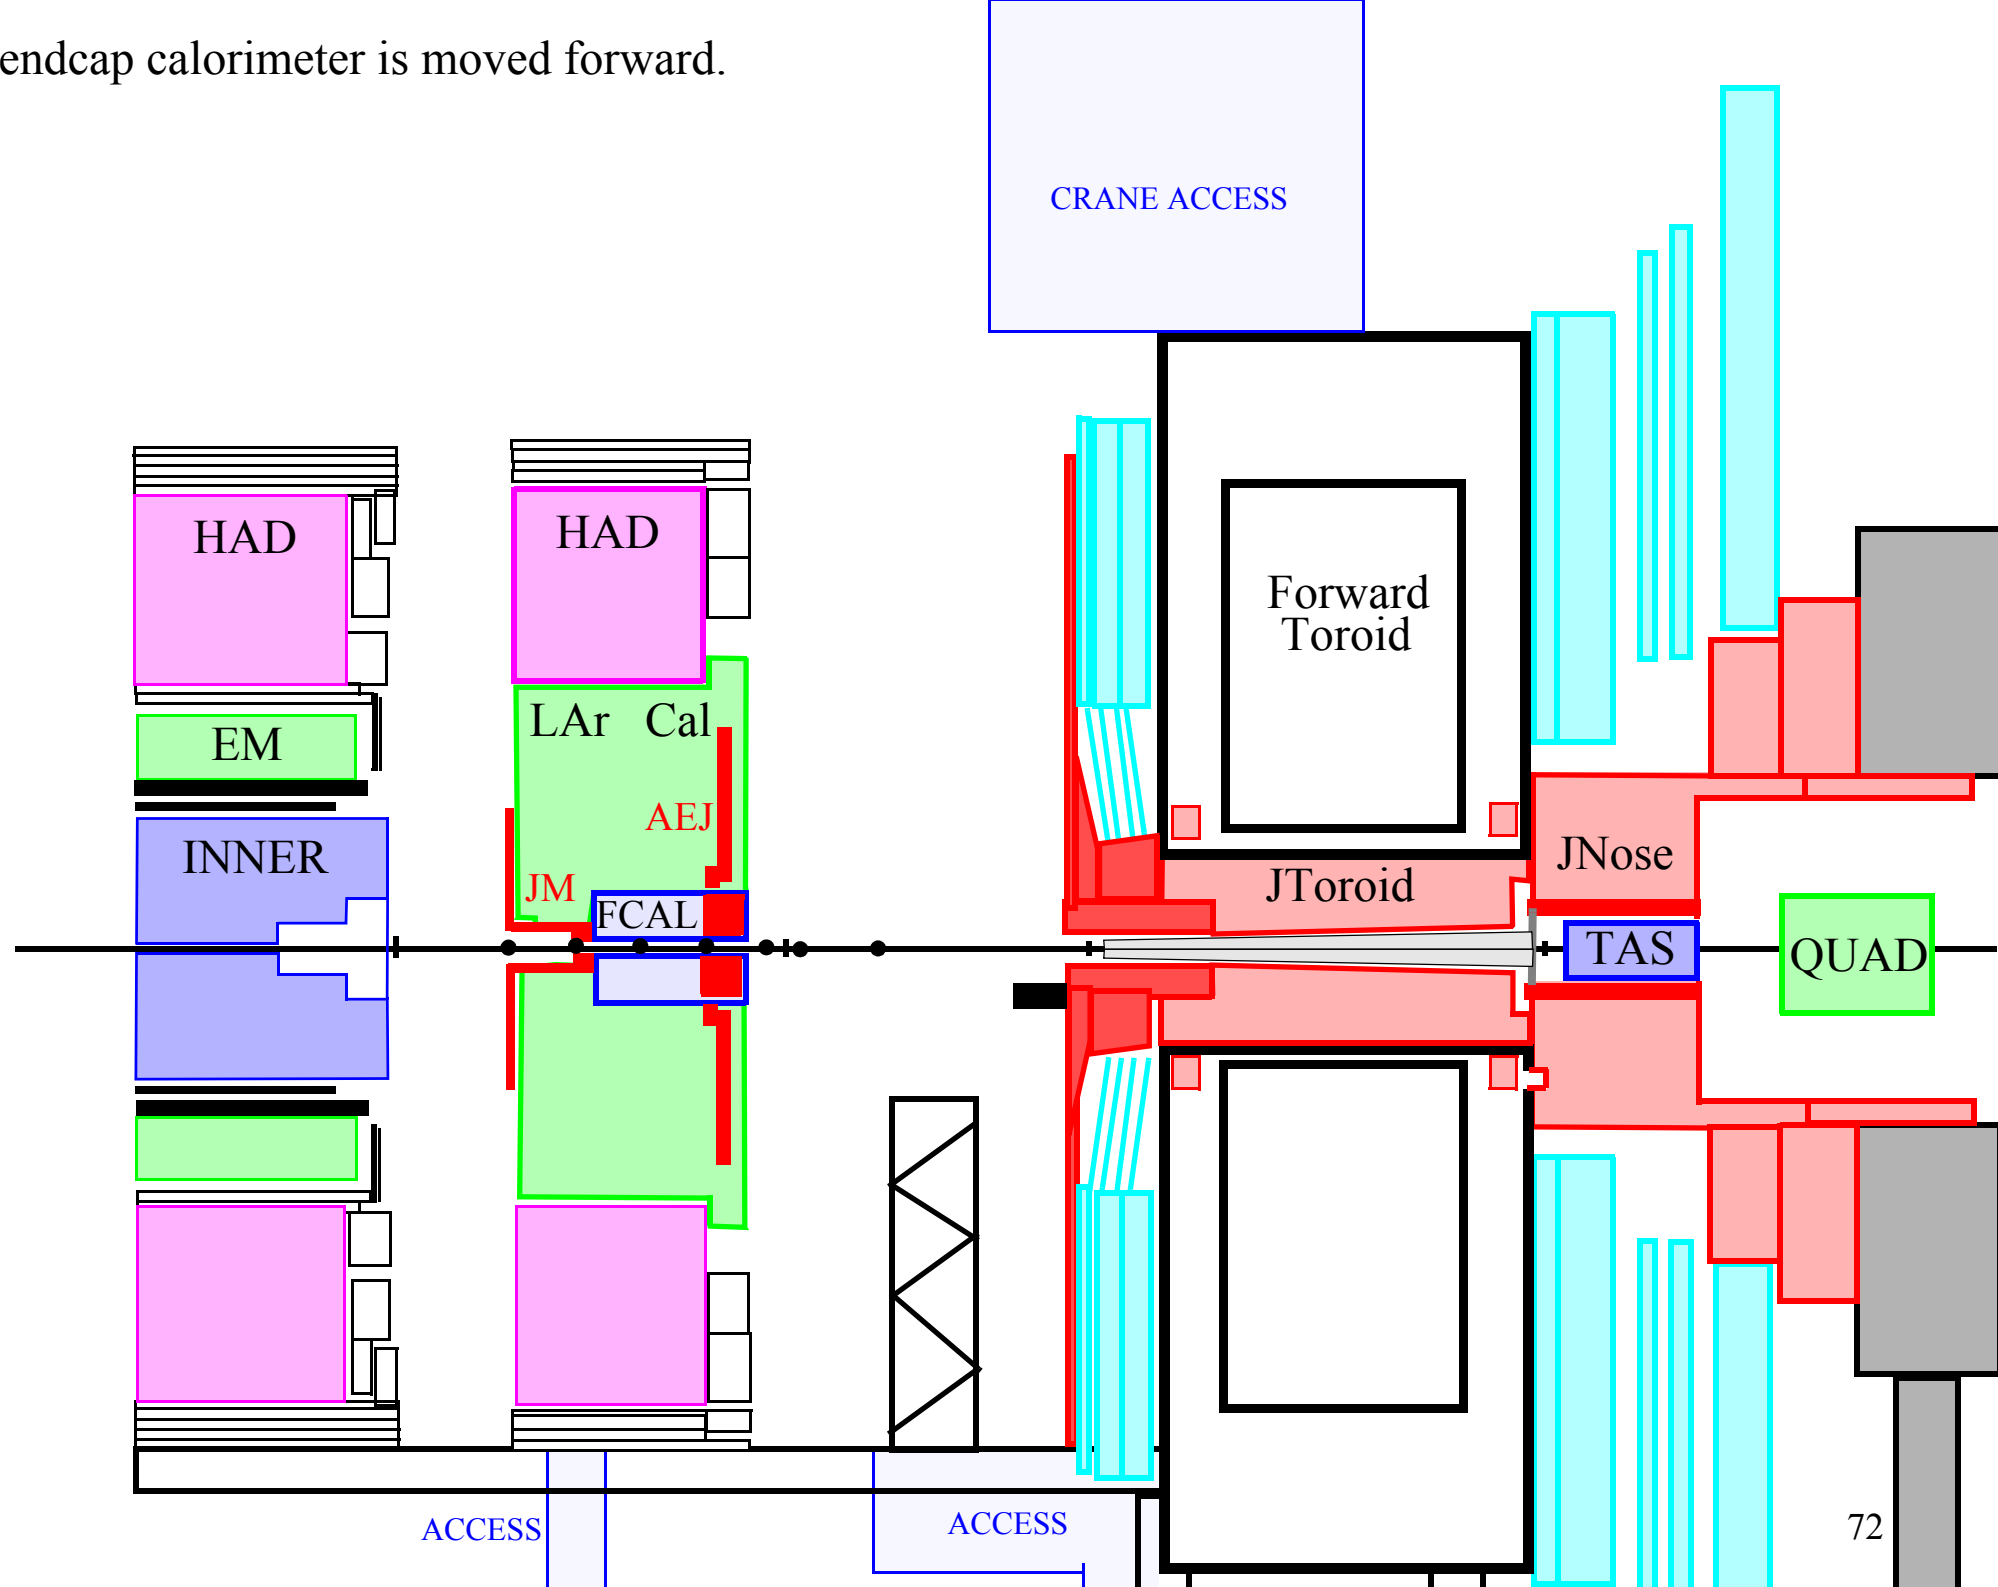 endcap calorimeter is moved forward.
CRANE ACCESS
HAD
HAD
Forward
Toroid
LAr Cal
EM
AEJ
INNER
JM
FCAL
JToroid
JNose
TAS
QUAD
ACCESS
ACCESS
72